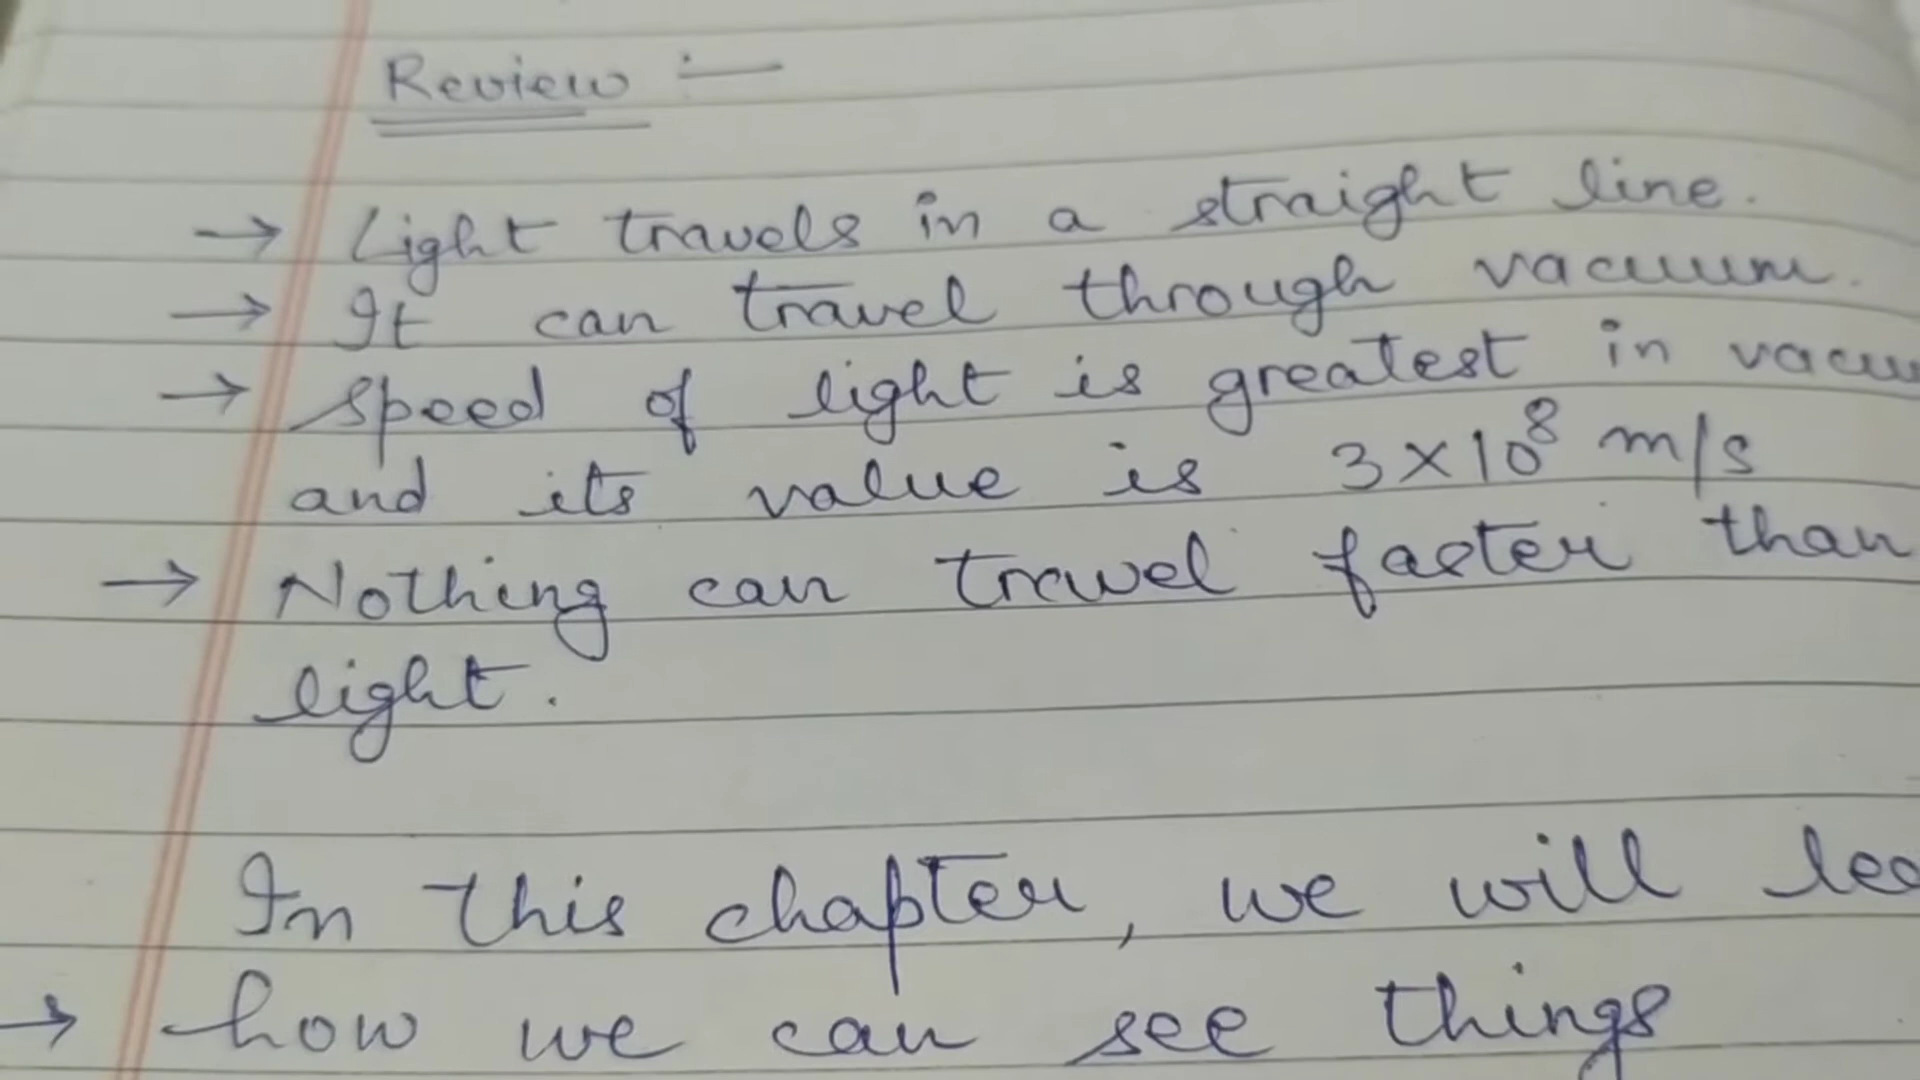 Review :-
→ Light travels in a straight line.
→ It can travel through vacuum.
→ Speed of light is greatest in vacuu
and its value is 3×10⁸ m/s
→ Nothing can travel faster than
light.
In this chapter, we will lea
→ how we can see things